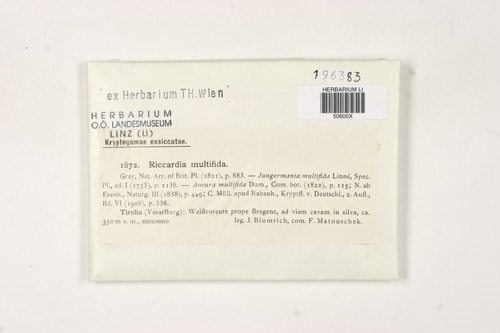 196383
"ex Herbarium TH.Wien"
HERBARIUM LI
50600X
HERBARIUM
O.Ö. LANDESMUSEUM
LINZ (LI)
Kryptogamae exsiccatae.
1672. Riccardia multifida.
Gray, Nat. Arr. of Brit. Pl. (1821), p. 683. — Jungermania multifida Linné, Spec.
Pl., ed. I (1753), p. 1136. — Aneura multifida Dum., Com. bot. (1822), p. 115; N. ab
Esenb., Naturg. III (1838), p. 449; C. Müll. apud Rabenh., Kryptfl. v. Deutschl., 2. Aufl.,
Bd. VI (1908), p. 336.
Tirolia (Vorarlberg): Weißenreute prope Bregenz, ad viam cavam in silva, ca.
550 m s. m., autumno leg. J. Blumrich, com. F. Matouschek.